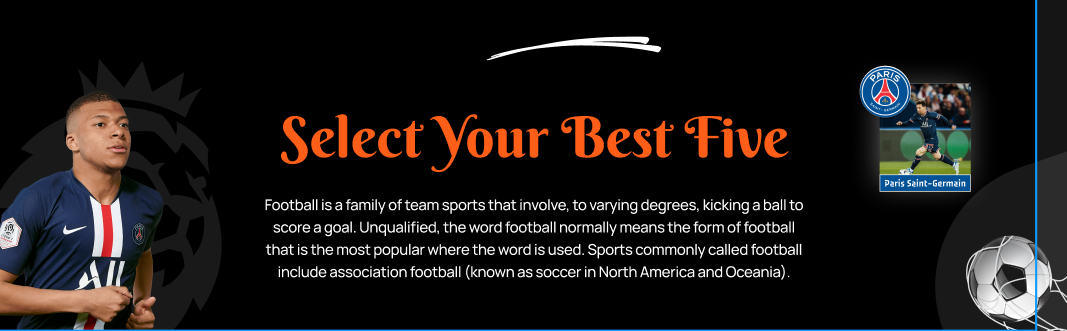 Select Your Best Five
Football is a family of team sports that involve, to varying degrees, kicking a ball to
score a goal. Unqualified, the word football normally means the form of football
that is the most popular where the word is used. Sports commonly called football
include association football (known as soccer in North America and Oceania).
PARIS
SAINT-GERMAIN
Paris Saint-Germain